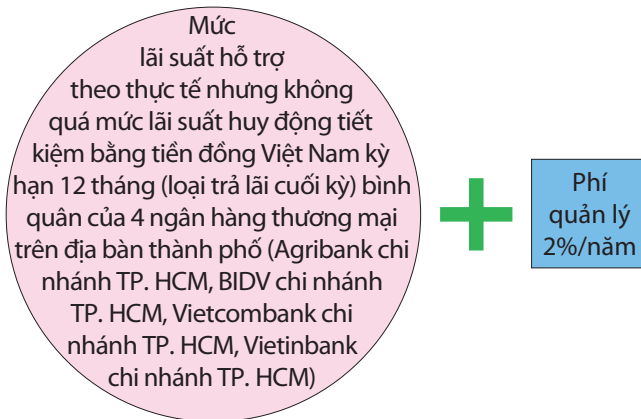 Mức
lãi suất hỗ trợ
theo thực tế nhưng không
quá mức lãi suất huy động tiết
kiệm bằng tiền đồng Việt Nam kỳ
hạn 12 tháng (loại trả lãi cuối kỳ) bình
quân của 4 ngân hàng thương mại
trên địa bàn thành phố (Agribank chi
nhánh TP. HCM, BIDV chi nhánh
TP. HCM, Vietcombank chi
nhánh TP. HCM, Vietinbank
chi nhánh TP. HCM)
+
Phí
quản lý
2%/năm